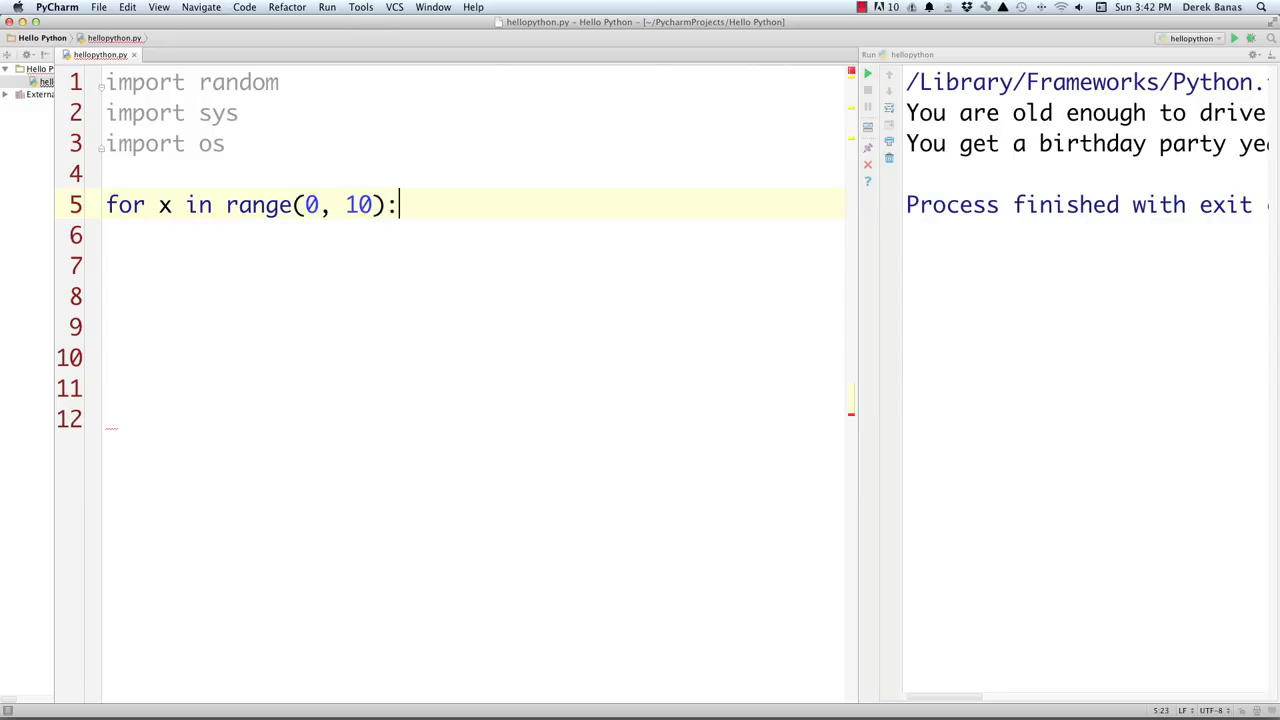 PyCharm File Edit View Navigate Code Refactor Run Tools VCS Window Help 10 Sun 3:42 PM Derek Banas
hellopython.py – Hello Python – [~/PycharmProjects/Hello Python]
Hello Python hellopython.py hellopython
hellopython.py Run hellopython
Hello P
hell
Externa
1 import random
2 import sys
3 import os
4
5 for x in range(0, 10):
6
7
8
9
10
11
12
/Library/Frameworks/Python.
You are old enough to drive
You get a birthday party ye
Process finished with exit
5:23 LF UTF-8